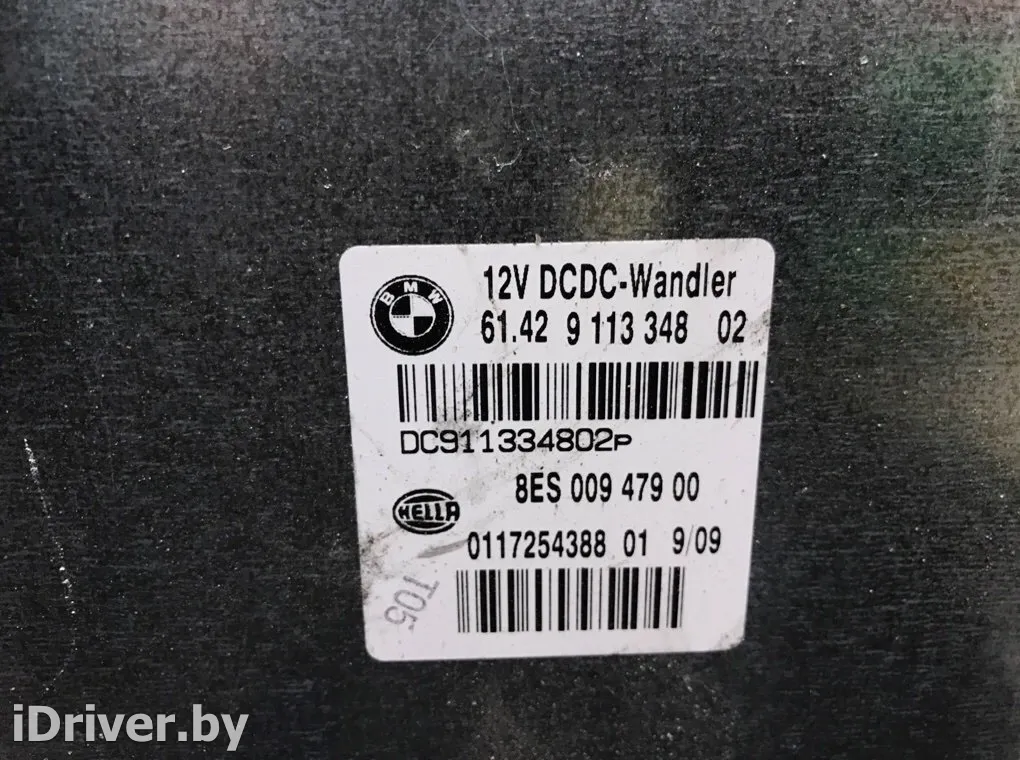 12V DCDC-Wandler
BMW
61.42 9 113 348 02
DC911334802P
8ES 009 479 00
HELLA
0117254388 01 9/09
T05
iDriver.by